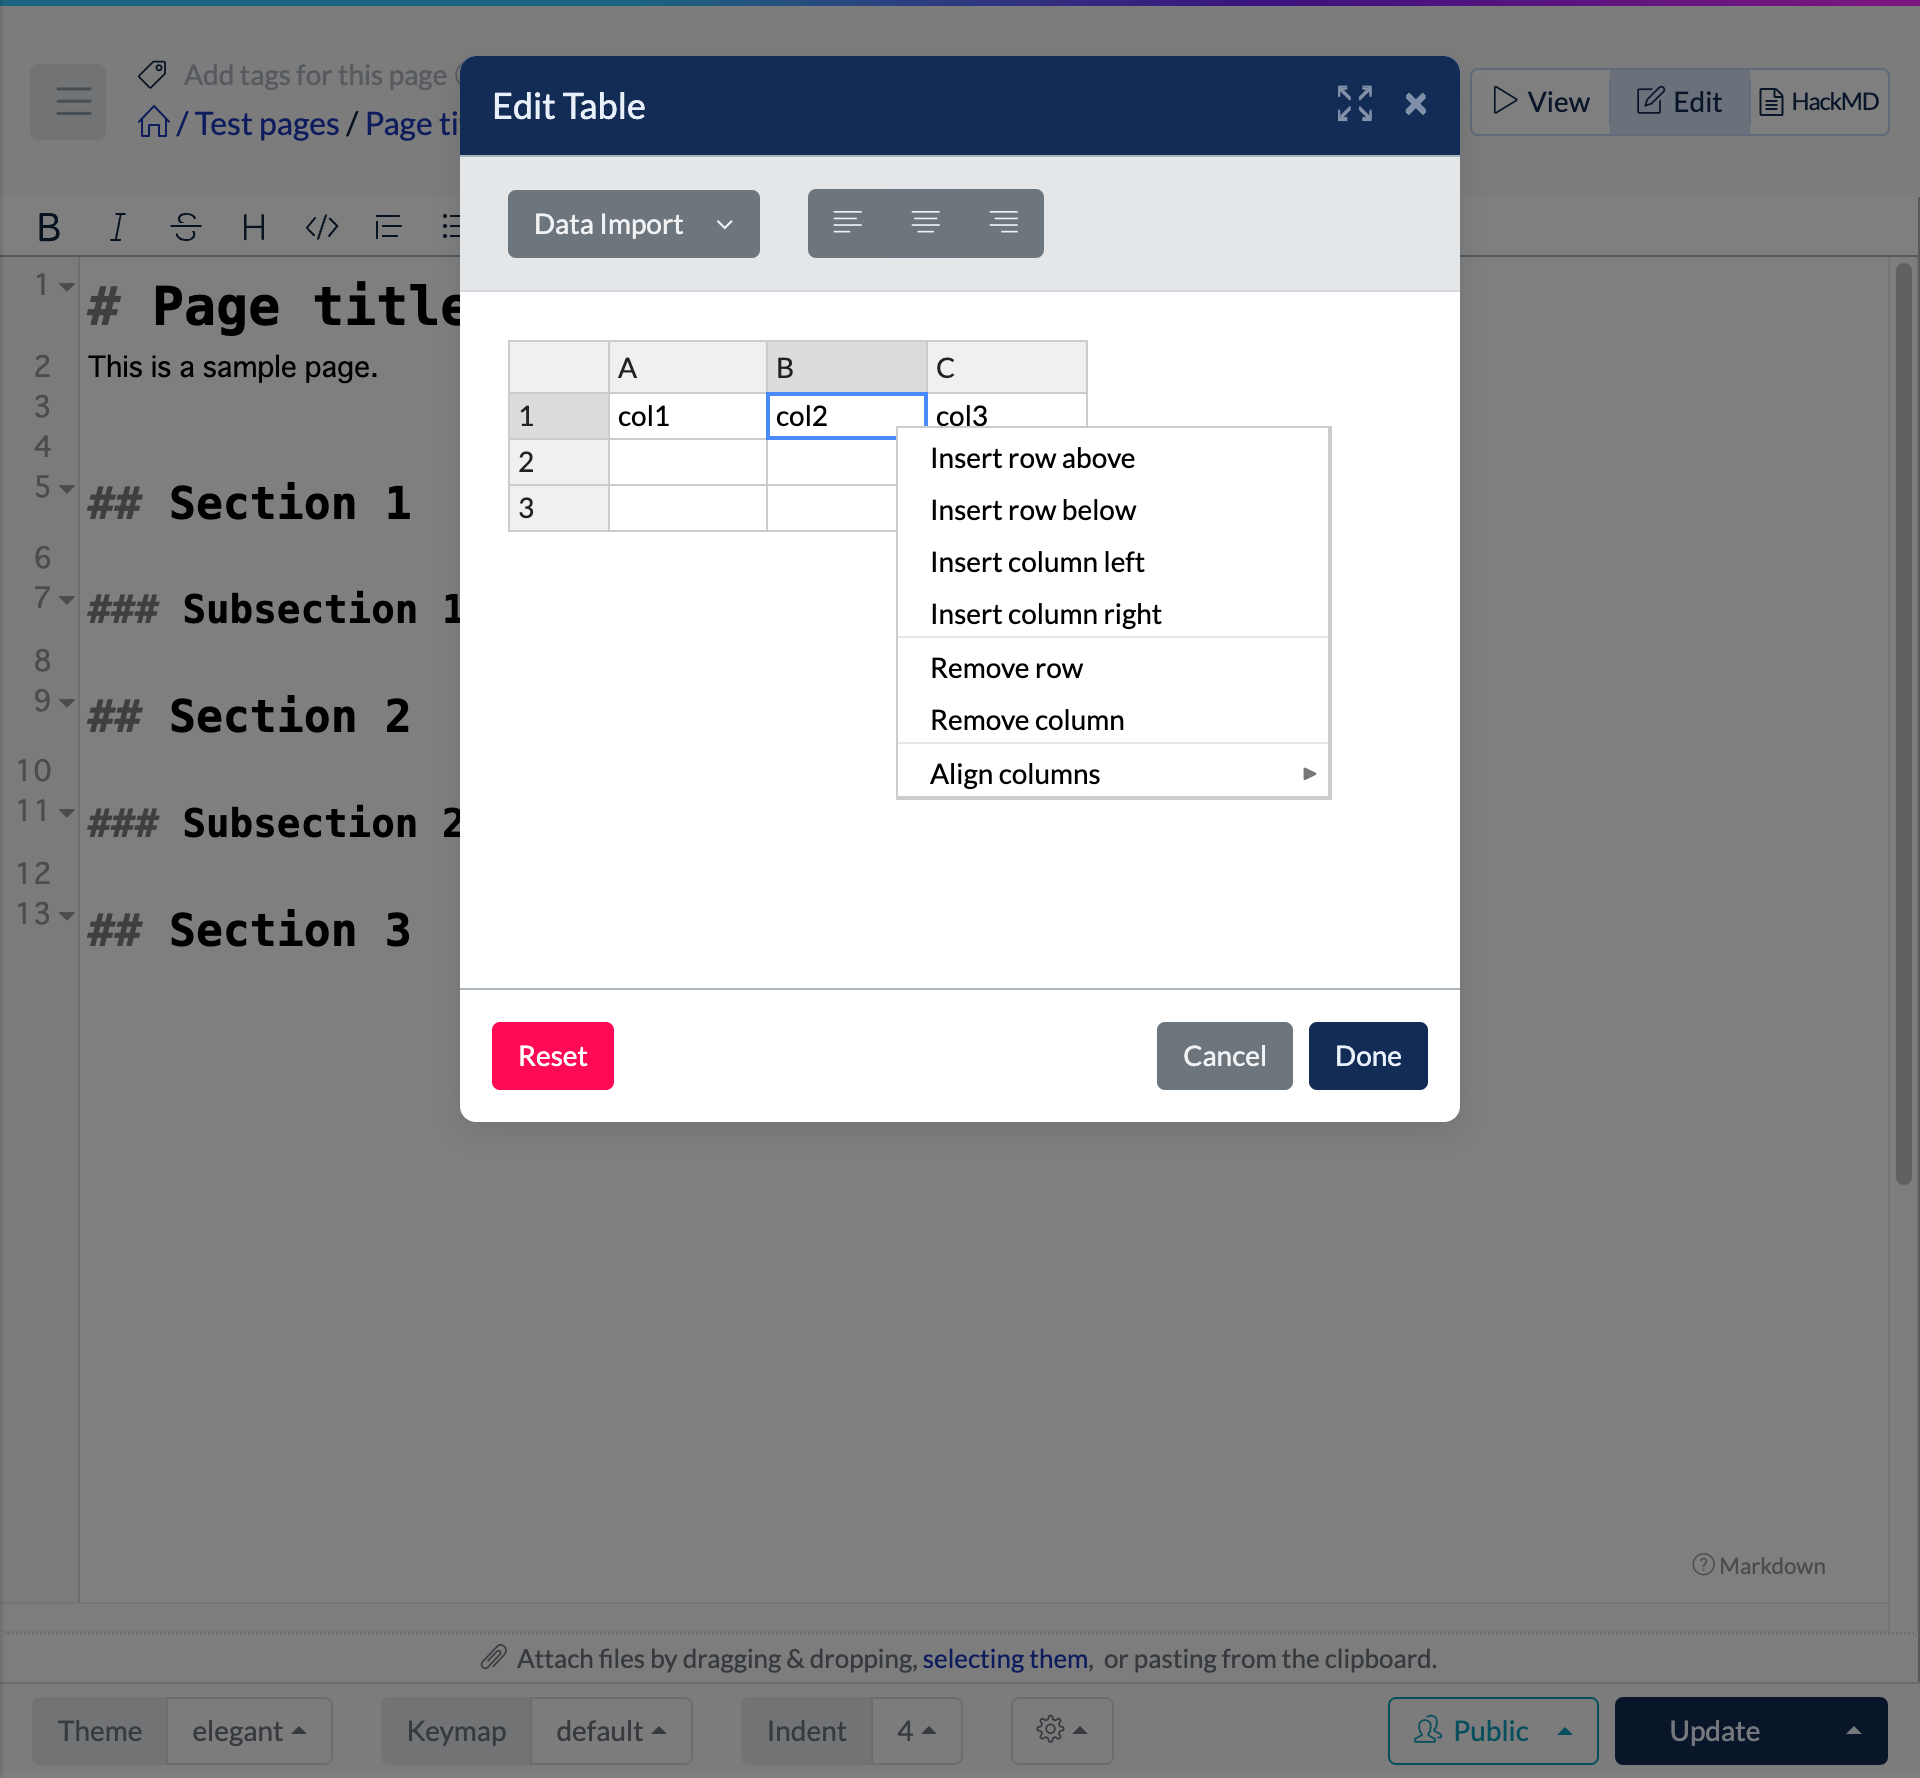 Add tags for this page
/ Test pages / Page ti
Edit Table
View
Edit
HackMD
B I S H </>
Data Import
1 # Page title
2 This is a sample page.
3
4
5 ## Section 1
6
7 ### Subsection 1
8
9 ## Section 2
10
11 ### Subsection 2
12
13 ## Section 3
A B C
1 col1 col2 col3
2
3
Insert row above
Insert row below
Insert column left
Insert column right
Remove row
Remove column
Align columns
Reset
Cancel
Done
Markdown
Attach files by dragging & dropping, selecting them, or pasting from the clipboard.
Theme elegant
Keymap default
Indent 4
Public
Update